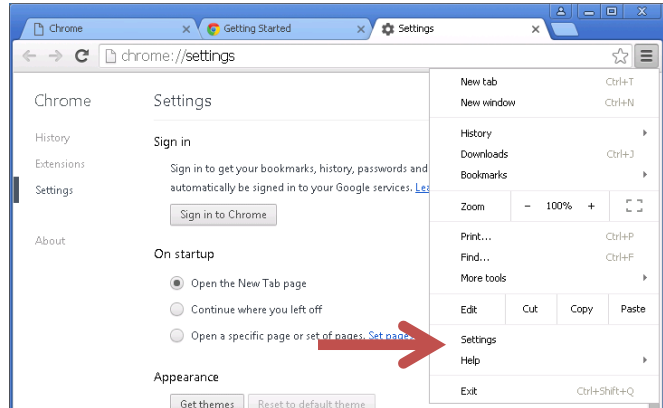 Chrome
Getting Started
Settings
chrome://settings
Chrome
History
Extensions
Settings
About
Settings
Sign in
Sign in to get your bookmarks, history, passwords and
automatically be signed in to your Google services.
Sign in to Chrome
On startup
Open the New Tab page
Continue where you left off
Open a specific page or set of pages. Set pages
Appearance
Get themes Reset to default theme
New tab Ctrl+T
New window Ctrl+N
History
Downloads Ctrl+J
Bookmarks
Zoom - 100% +
Print... Ctrl+P
Find... Ctrl+F
More tools
Edit Cut Copy Paste
Settings
Help
Exit Ctrl+Shift+Q